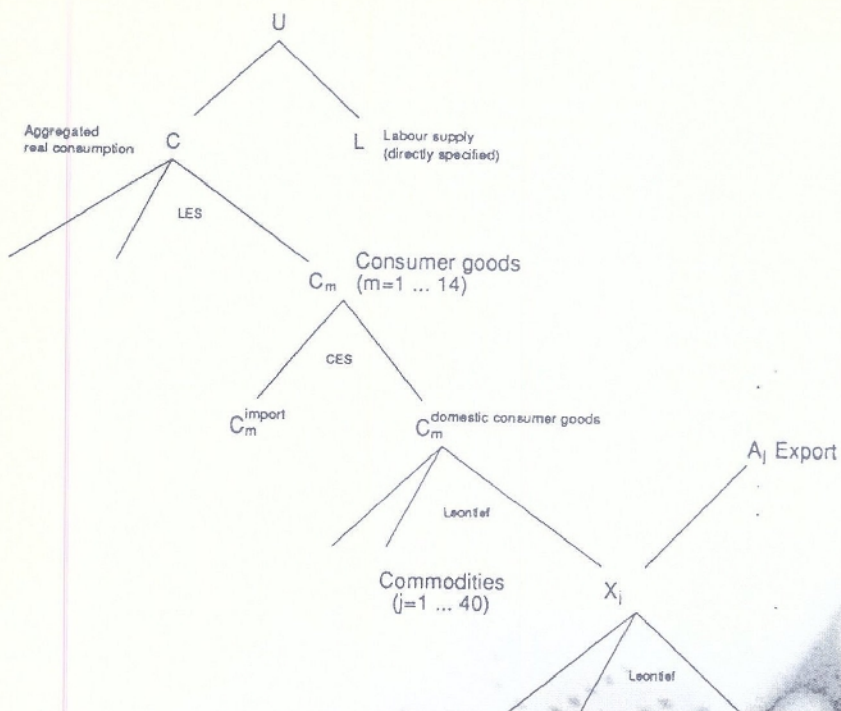 U
Aggregated
real consumption
C
L
Labour supply
(directly specified)
LES
Consumer goods
C_m (m=1 ... 14)
CES
C_m^import
C_m^domestic consumer goods
A_j Export
Leontief
Commodities
(j=1 ... 40)
X_j
Leontief